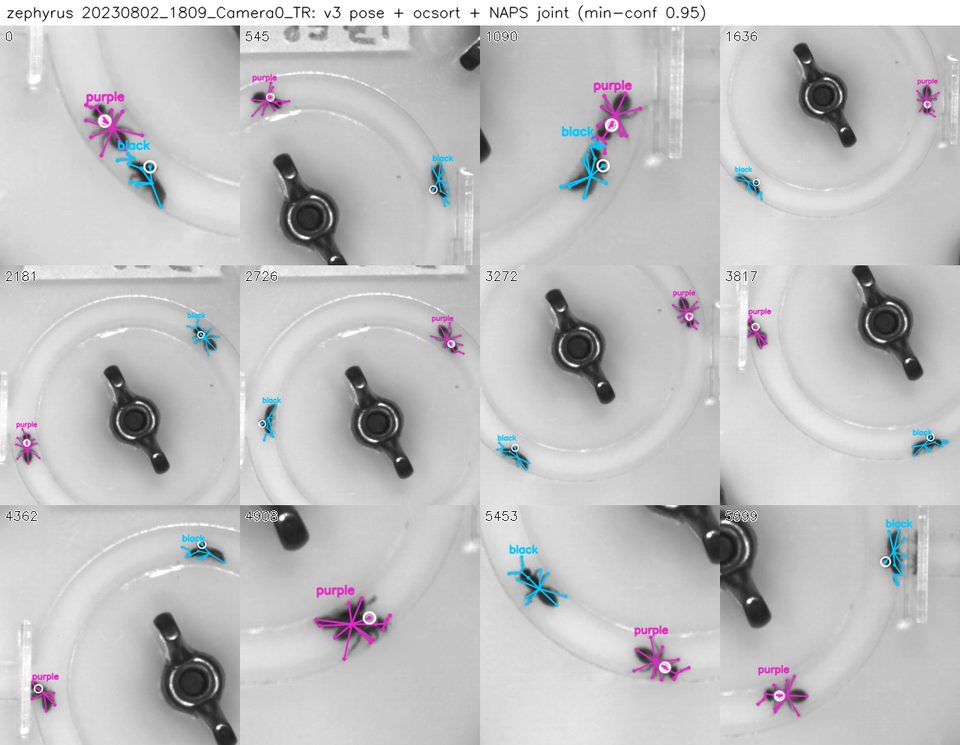 zephyrus 20230802_1809_Camera0_TR: v3 pose + ocsort + NAPS joint (min-conf 0.95)
0
purple
black
545
purple
black
1090
purple
black
1636
purple
black
2181
black
purple
2726
purple
black
3272
purple
black
3817
purple
black
4362
black
purple
4908
purple
5453
black
purple
5999
black
purple